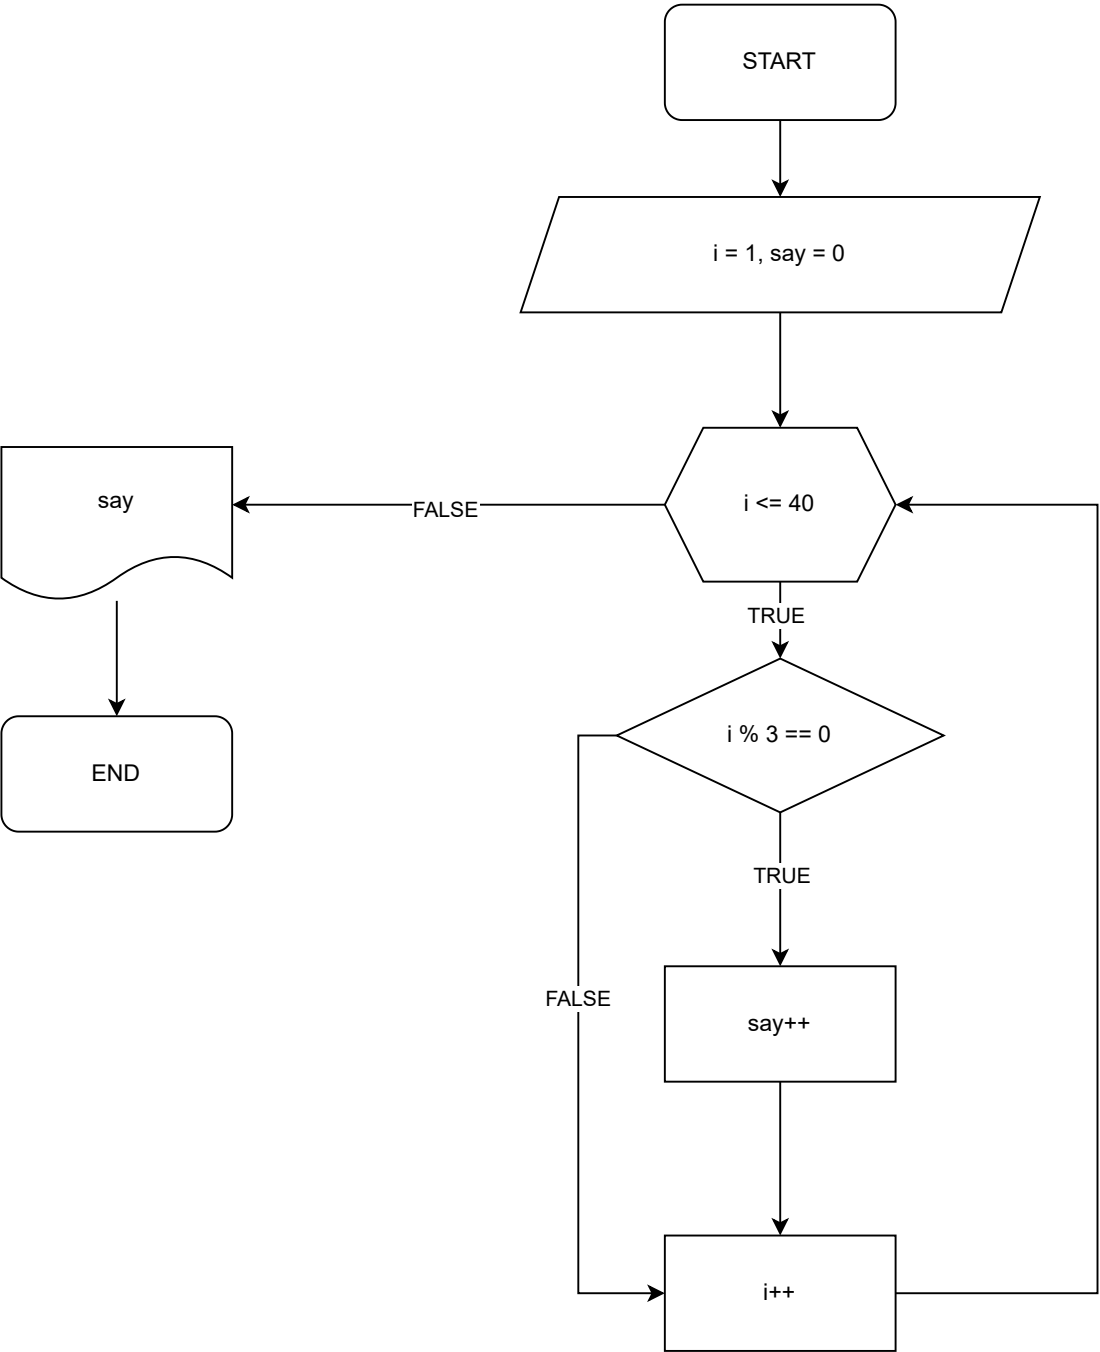 START
i = 1, say = 0
i <= 40
FALSE
say
END
TRUE
i % 3 == 0
TRUE
FALSE
say++
i++